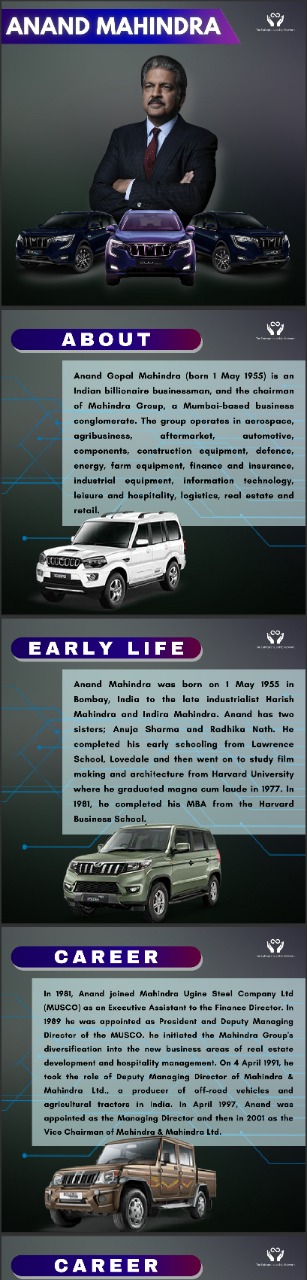 ANAND MAHINDRA
ABOUT
Anand Gopal Mahindra (born 1 May 1955) is an
Indian billionaire businessman, and the chairman
of Mahindra Group, a Mumbai-based business
conglomerate. The group operates in aerospace,
agribusiness, aftermarket, automotive,
components, construction equipment, defence,
energy, farm equipment, finance and insurance,
industrial equipment, information technology,
leisure and hospitality, logistics, real estate and
retail.
EARLY LIFE
Anand Mahindra was born on 1 May 1955 in
Bombay, India to the late industrialist Harish
Mahindra and Indira Mahindra. Anand has two
sisters; Anuja Sharma and Radhika Nath. He
completed his early schooling from Lawrence
School, Lovedale and then went on to study film
making and architecture from Harvard University
where he graduated magna cum laude in 1977. In
1981, he completed his MBA from the Harvard
Business School.
CAREER
In 1981, Anand joined Mahindra Ugine Steel Company Ltd
(MUSCO) as an Executive Assistant to the Finance Director. In
1989 he was appointed as President and Deputy Managing
Director of the MUSCO. he initiated the Mahindra Group's
diversification into the new business areas of real estate
development and hospitality management. On 4 April 1991, he
took the role of Deputy Managing Director of Mahindra &
Mahindra Ltd., a producer of off-road vehicles and
agricultural tractors in India. In April 1997, Anand was
appointed as the Managing Director and then in 2001 as the
Vice Chairman of Mahindra & Mahindra Ltd.
CAREER